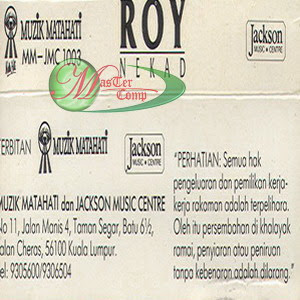 MUZIK MATAHATI
MM-JMC 1003
ROY
NEKAD
Jackson
MUSIC CENTRE
MasTer
Comp
TERBITAN
MUZIK MATAHATI
Jackson
MUSIC CENTRE
MUZIK MATAHATI dan JACKSON MUSIC CENTRE
No 11, Jalan Manis 4, Taman Segar, Batu 6½,
Jalan Cheras, 56100 Kuala Lumpur.
Tel: 9305600/9306504
"PERHATIAN: Semua hak
pengeluaran dan pemilikan kerja-
kerja rakaman adalah terpelihara.
Oleh itu persembahan di khalayak
ramai, penyiaran atau peniruan
tanpa kebenaran adalah dilarang."